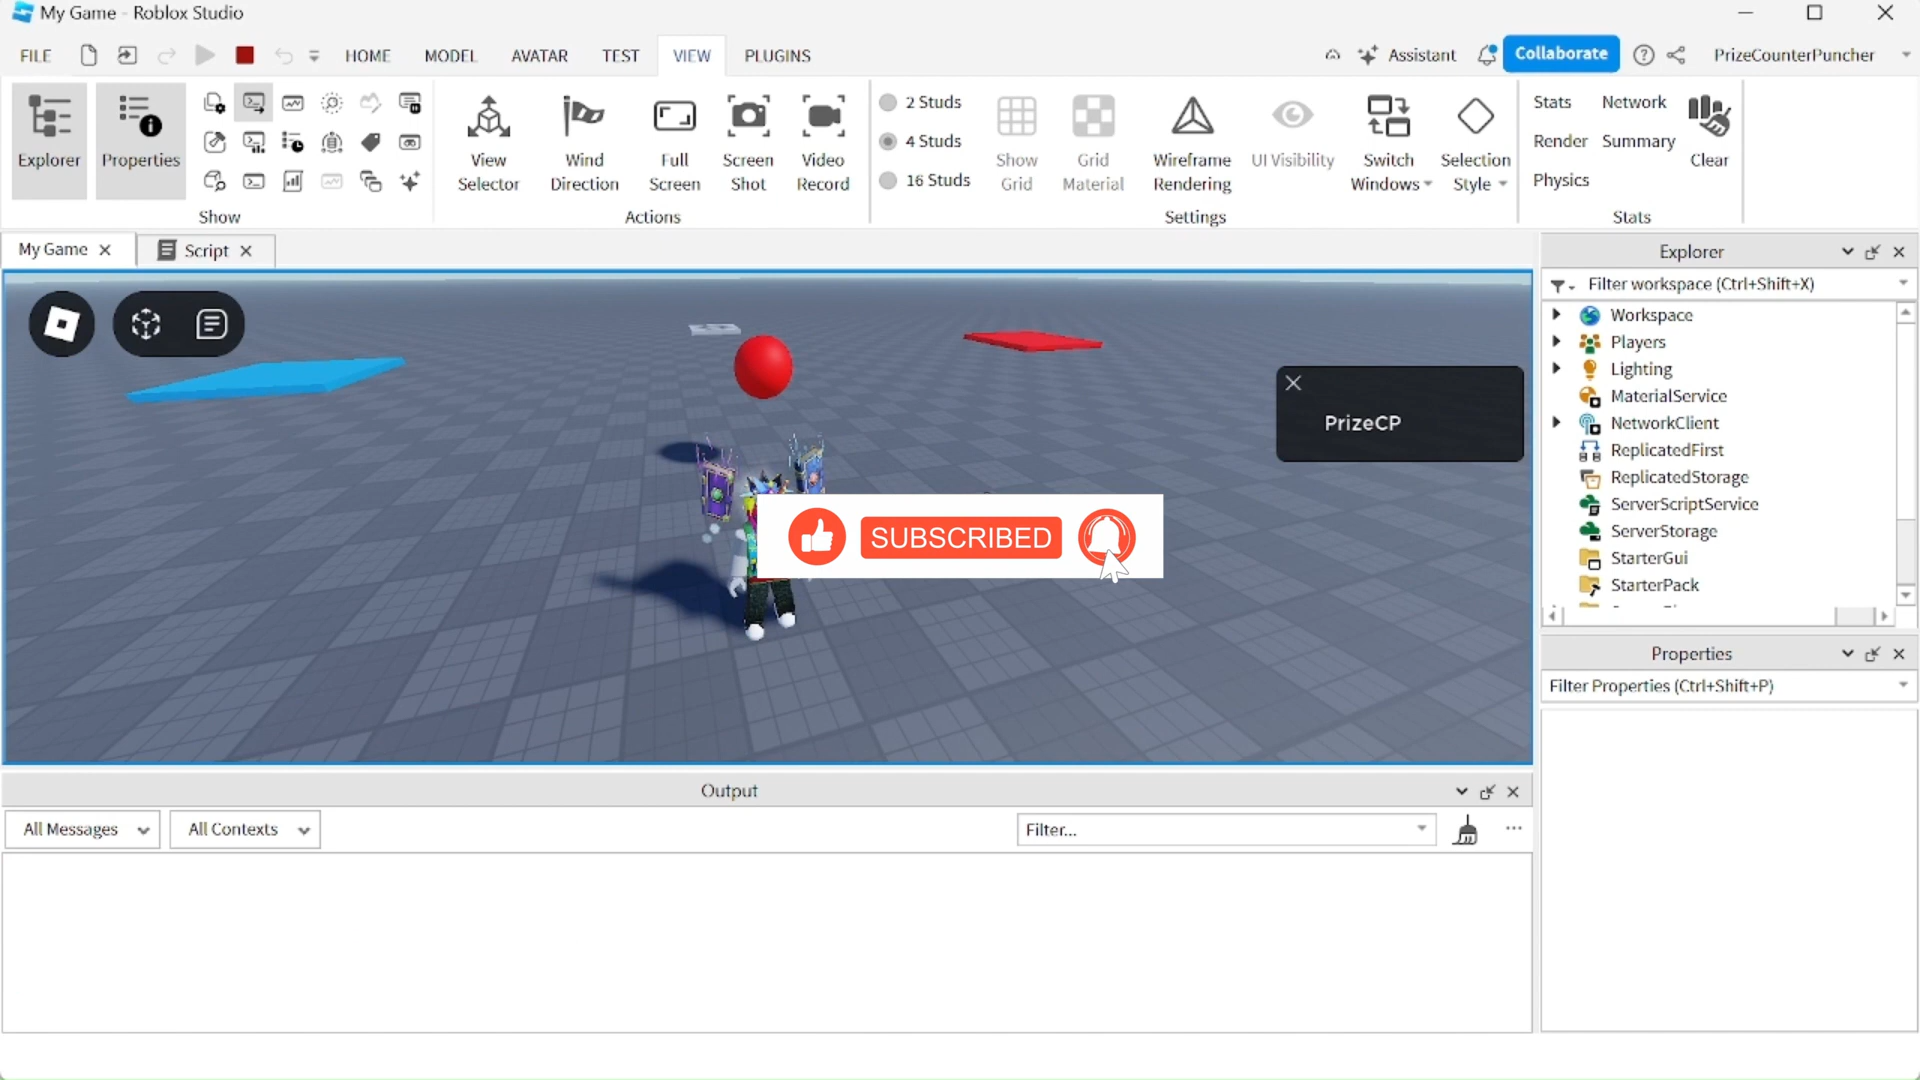 My Game - Roblox Studio
FILE HOME MODEL AVATAR TEST VIEW PLUGINS Assistant Collaborate PrizeCounterPuncher
Explorer Properties
Show
View Selector
Wind Direction
Full Screen
Screen Shot
Video Record
Actions
2 Studs
4 Studs
16 Studs
Show Grid
Grid Material
Wireframe Rendering
UI Visibility
Switch Windows
Selection Style
Settings
Stats Network
Render Summary
Physics
Clear
Stats
My Game
Script
PrizeCP
SUBSCRIBED
Output
All Messages All Contexts Filter...
Explorer
Filter workspace (Ctrl+Shift+X)
Workspace
Players
Lighting
MaterialService
NetworkClient
ReplicatedFirst
ReplicatedStorage
ServerScriptService
ServerStorage
StarterGui
StarterPack
Properties
Filter Properties (Ctrl+Shift+P)